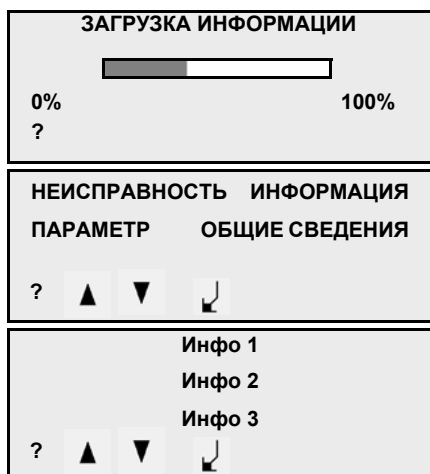 ЗАГРУЗКА ИНФОРМАЦИИ
0% 100%
?
НЕИСПРАВНОСТЬ ИНФОРМАЦИЯ
ПАРАМЕТР ОБЩИЕ СВЕДЕНИЯ
?
Инфо 1
Инфо 2
Инфо 3
?